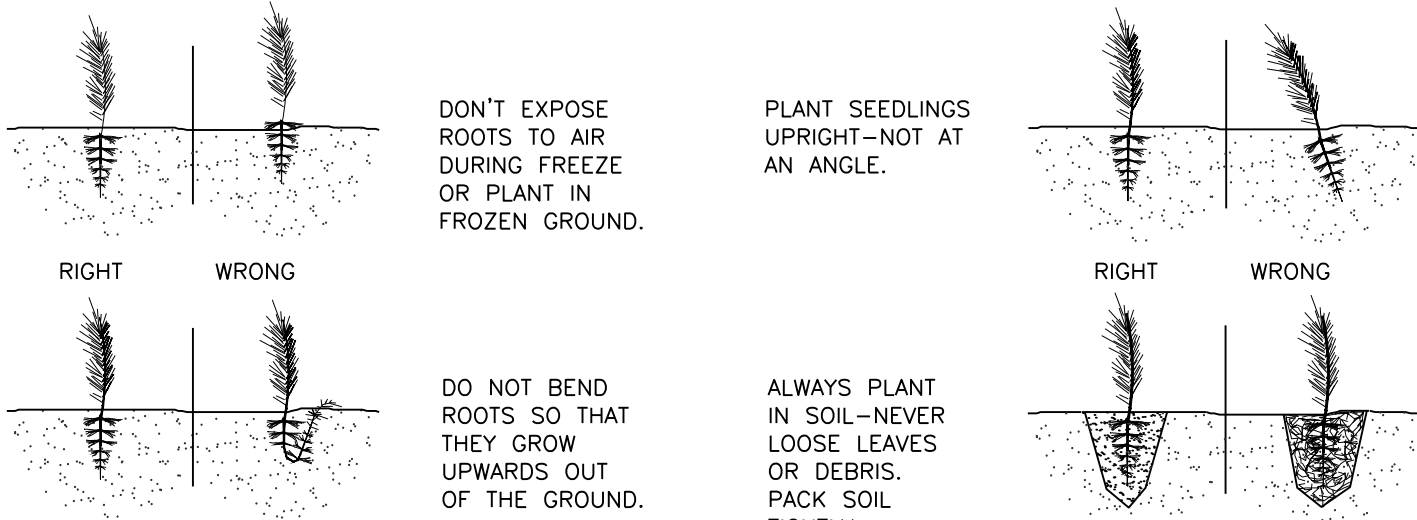 DON'T EXPOSE
ROOTS TO AIR
DURING FREEZE
OR PLANT IN
FROZEN GROUND.
PLANT SEEDLINGS
UPRIGHT—NOT AT
AN ANGLE.
RIGHT WRONG
RIGHT WRONG
DO NOT BEND
ROOTS SO THAT
THEY GROW
UPWARDS OUT
OF THE GROUND.
ALWAYS PLANT
IN SOIL—NEVER
LOOSE LEAVES
OR DEBRIS.
PACK SOIL